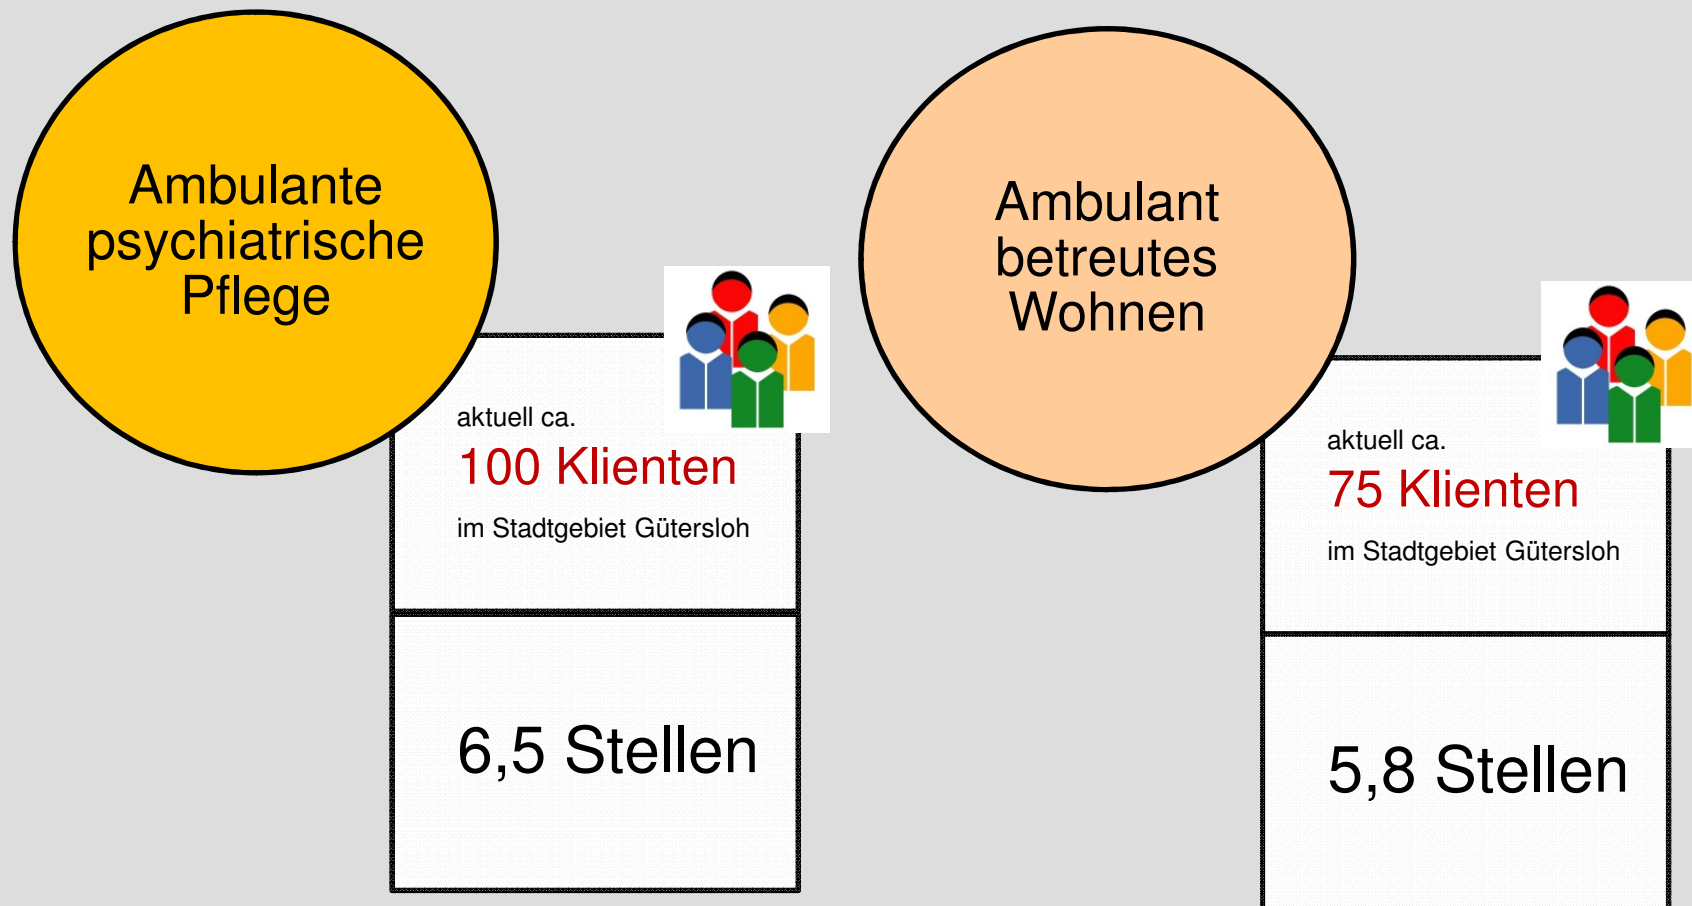 Ambulante
psychiatrische
Pflege
aktuell ca.
100 Klienten
im Stadtgebiet Gütersloh
6,5 Stellen
Ambulant
betreutes
Wohnen
aktuell ca.
75 Klienten
im Stadtgebiet Gütersloh
5,8 Stellen